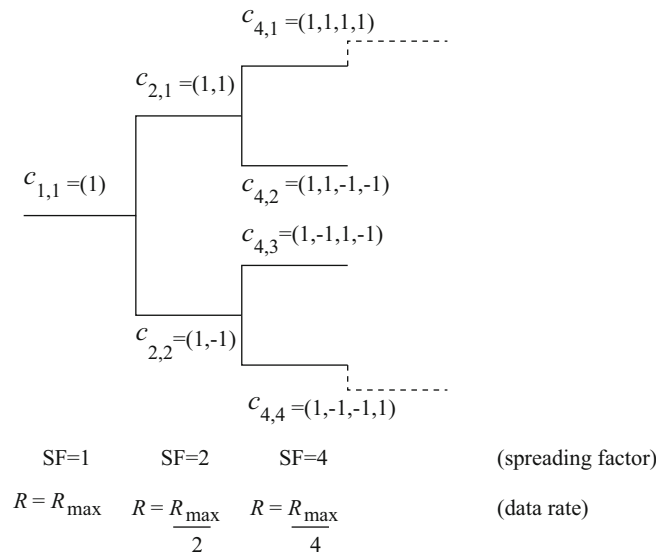 c4,1 =(1,1,1,1)
c2,1 =(1,1)
c1,1 =(1)
c4,2=(1,1,-1,-1)
c4,3=(1,-1,1,-1)
c2,2=(1,-1)
c4,4=(1,-1,-1,1)
SF=1 SF=2 SF=4 (spreading factor)
R = Rmax R = Rmax/2 R = Rmax/4 (data rate)